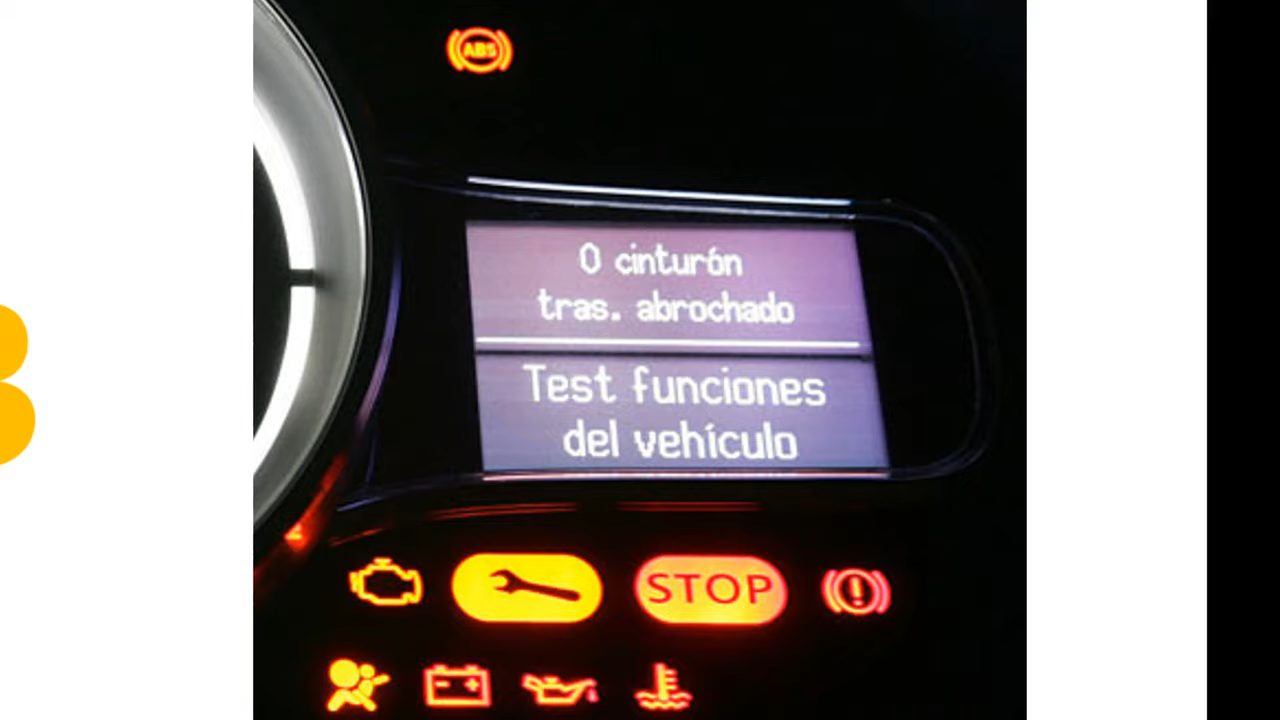 ABS
0 cinturón
tras. abrochado
Test funciones
del vehículo
STOP